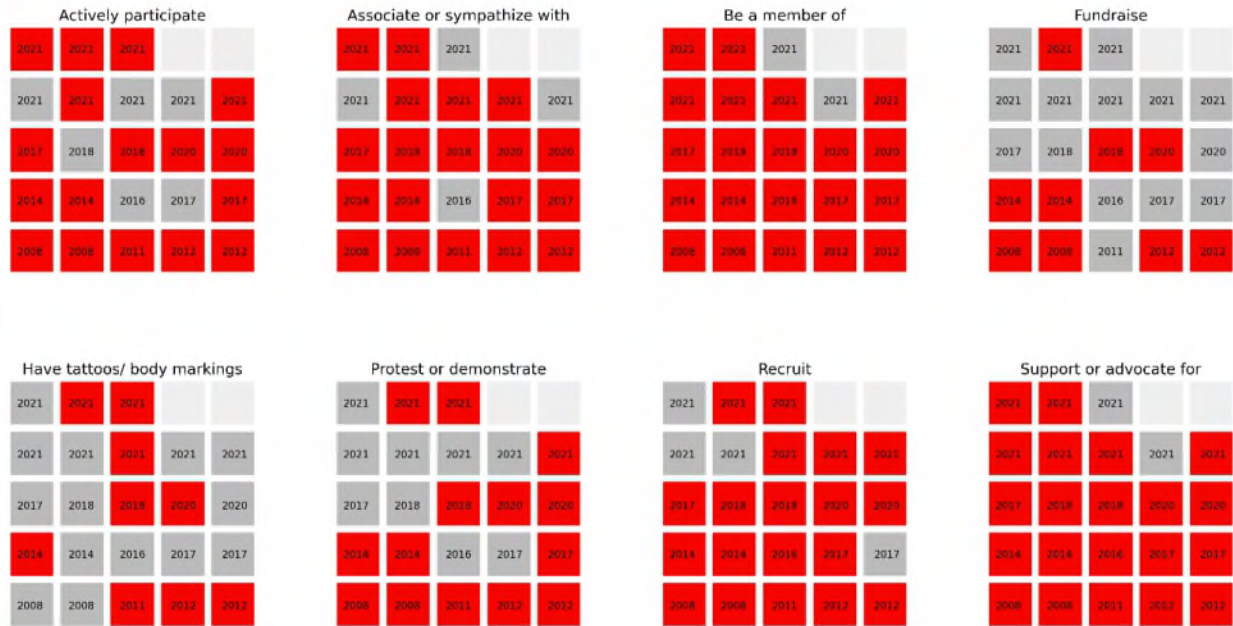 Actively participate
2021 2021 2021
2021 2021 2021 2021 2021
2017 2018 2018 2020 2020
2014 2014 2016 2017 2017
2008 2008 2011 2012 2012
Associate or sympathize with
2021 2021 2021
2021 2021 2021 2021 2021
2017 2018 2018 2020 2020
2014 2014 2016 2017 2017
2008 2008 2011 2012 2012
Be a member of
2021 2021 2021
2021 2021 2021 2021 2021
2017 2018 2018 2020 2020
2014 2014 2016 2017 2017
2008 2008 2011 2012 2012
Fundraise
2021 2021 2021
2021 2021 2021 2021 2021
2017 2018 2018 2020 2020
2014 2014 2016 2017 2017
2008 2008 2011 2012 2012
Have tattoos/ body markings
2021 2021 2021
2021 2021 2021 2021 2021
2017 2018 2018 2020 2020
2014 2014 2016 2017 2017
2008 2008 2011 2012 2012
Protest or demonstrate
2021 2021 2021
2021 2021 2021 2021 2021
2017 2018 2018 2020 2020
2014 2014 2016 2017 2017
2008 2008 2011 2012 2012
Recruit
2021 2021 2021
2021 2021 2021 2021 2021
2017 2018 2018 2020 2020
2014 2014 2016 2017 2017
2008 2008 2011 2012 2012
Support or advocate for
2021 2021 2021
2021 2021 2021 2021 2021
2017 2018 2018 2020 2020
2014 2014 2016 2017 2017
2008 2008 2011 2012 2012